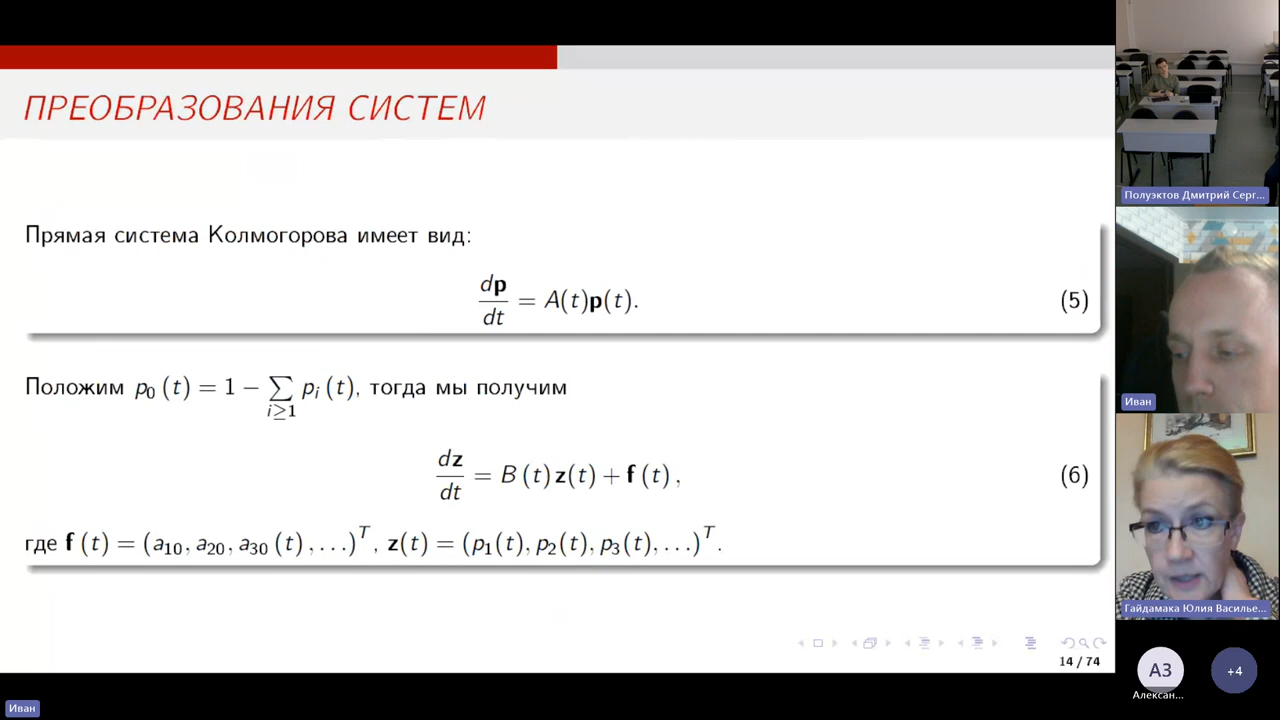 ПРЕОБРАЗОВАНИЯ СИСТЕМ
Прямая система Колмогорова имеет вид:
dp/dt = A(t)p(t). (5)
Положим p₀(t) = 1 − ∑_{i≥1} pᵢ(t), тогда мы получим
dz/dt = B(t)z(t) + f(t), (6)
где f(t) = (a₁₀, a₂₀, a₃₀(t), ...)ᵀ, z(t) = (p₁(t), p₂(t), p₃(t), ...)ᵀ.
14 / 74
Полуэктов Дмитрий Серг...
Иван
Гайдамака Юлия Василье...
АЗ
Алексан...
+4
Иван